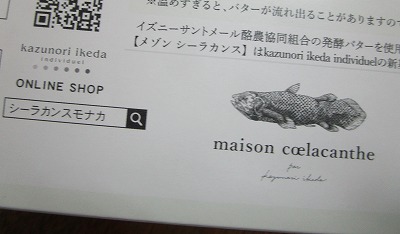 ※温めすぎると、バターが流れ出ることがありますので
イズニーサントメール酪農協同組合の発酵バターを使用
【メゾン シーラカンス】はkazunori ikeda individuelの新
kazunori ikeda
individuel
ONLINE SHOP
シーラカンスモナカ
maison cœlacanthe
par
kazunori ikeda